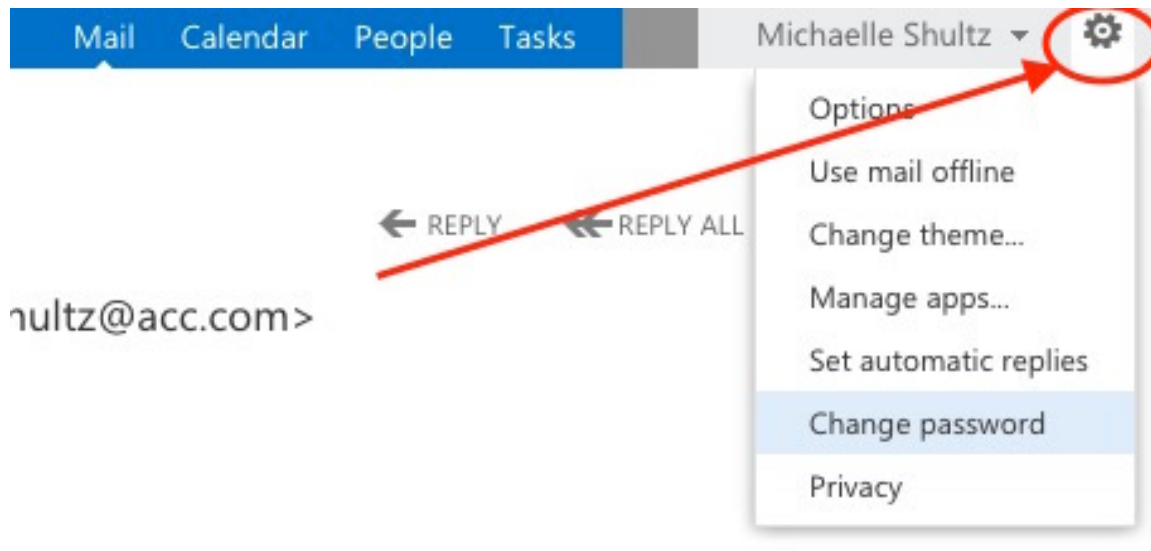 Mail Calendar People Tasks Michaelle Shultz
Options
Use mail offline
REPLY REPLY ALL
Change theme...
Manage apps...
hultz@acc.com>
Set automatic replies
Change password
Privacy